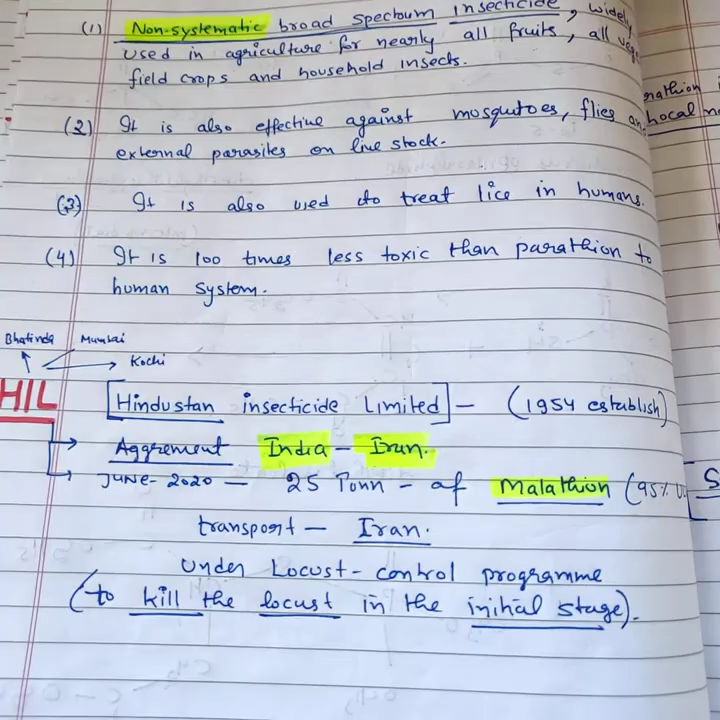 (1) Non-systematic broad spectoum insecticide, widely
used in agriculture for nearly all fruits, all
field crops and household insects.
(2) It is also effective against mosquitoes, flies
external parasites on live stock.
(3) It is also used to treat lice in humans.
(4) It is 100 times less toxic than parathion to
human system.
Bhatinda Mumbai
Kochi
HIL [Hindustan insecticide Limited] - (1954 establish)
Aggrement India - Iran.
JUNE-2020 - 25 Tonn - of Malathion (95%
transport - Iran.
under Locust-control programme
(to kill the locust in the initial stage).